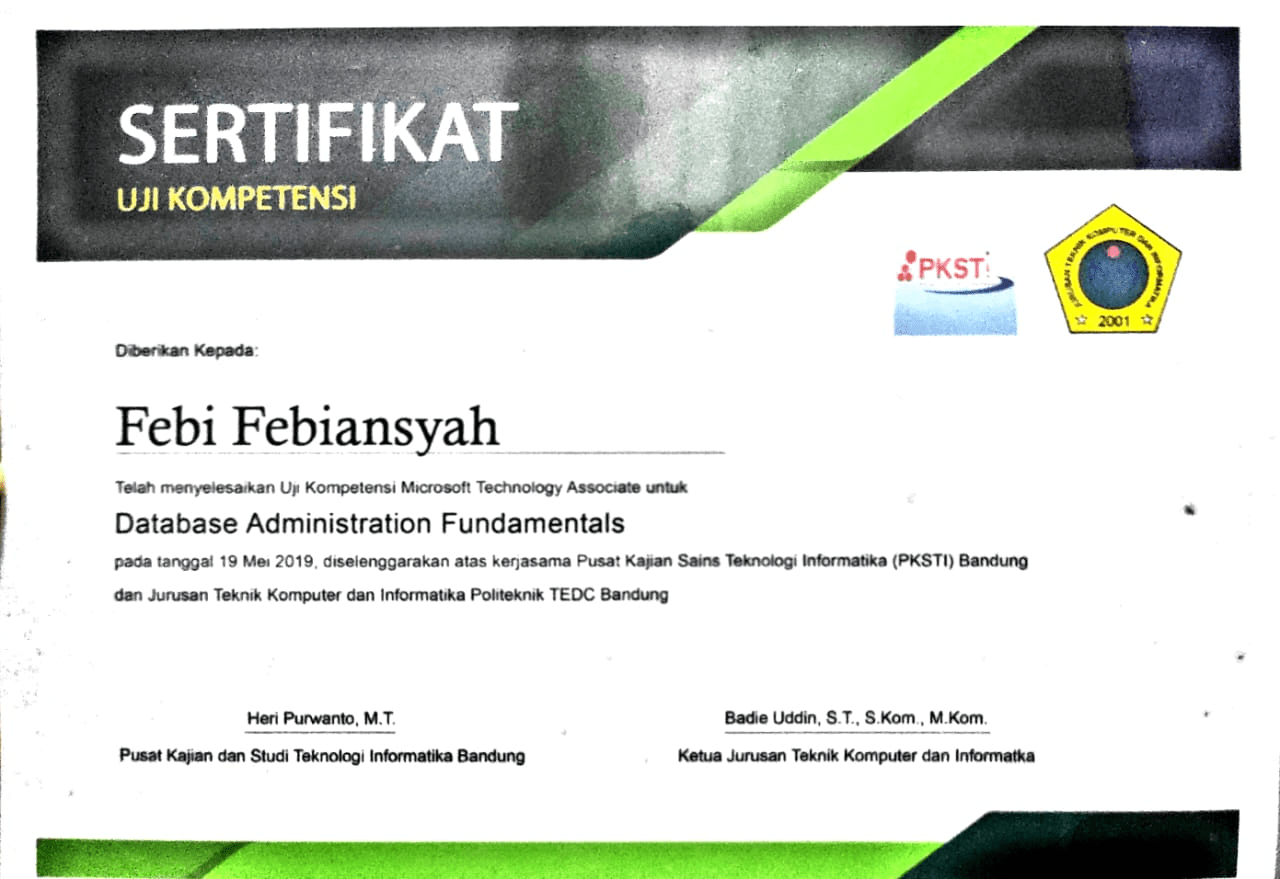 SERTIFIKAT
UJI KOMPETENSI
PKSTi
JURUSAN TEKNIK KOMPUTER DAN INFORMATIKA
2001
Diberikan Kepada:
Febi Febiansyah
Telah menyelesaikan Uji Kompetensi Microsoft Technology Associate untuk
Database Administration Fundamentals
pada tanggal 19 Mei 2019, diselenggarakan atas kerjasama Pusat Kajian Sains Teknologi Informatika (PKSTI) Bandung
dan Jurusan Teknik Komputer dan Informatika Politeknik TEDC Bandung
Heri Purwanto, M.T.
Badie Uddin, S.T., S.Kom., M.Kom.
Pusat Kajian dan Studi Teknologi Informatika Bandung
Ketua Jurusan Teknik Komputer dan Informatka